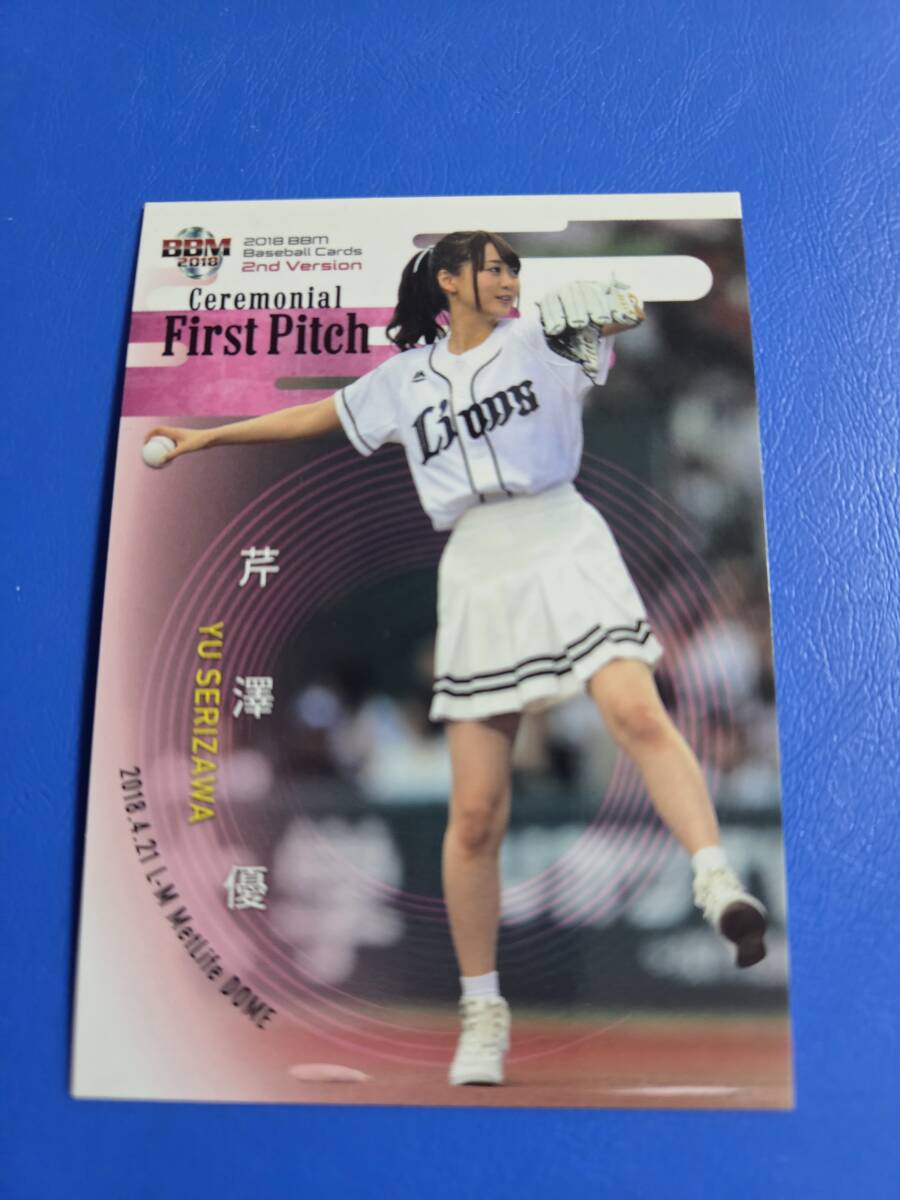 BBM
2018
2018 BBM
Baseball Cards
2nd Version
Ceremonial
First Pitch
Lions
芹澤優
YU SERIZAWA
2018.4.21 L-M MetLife DOME